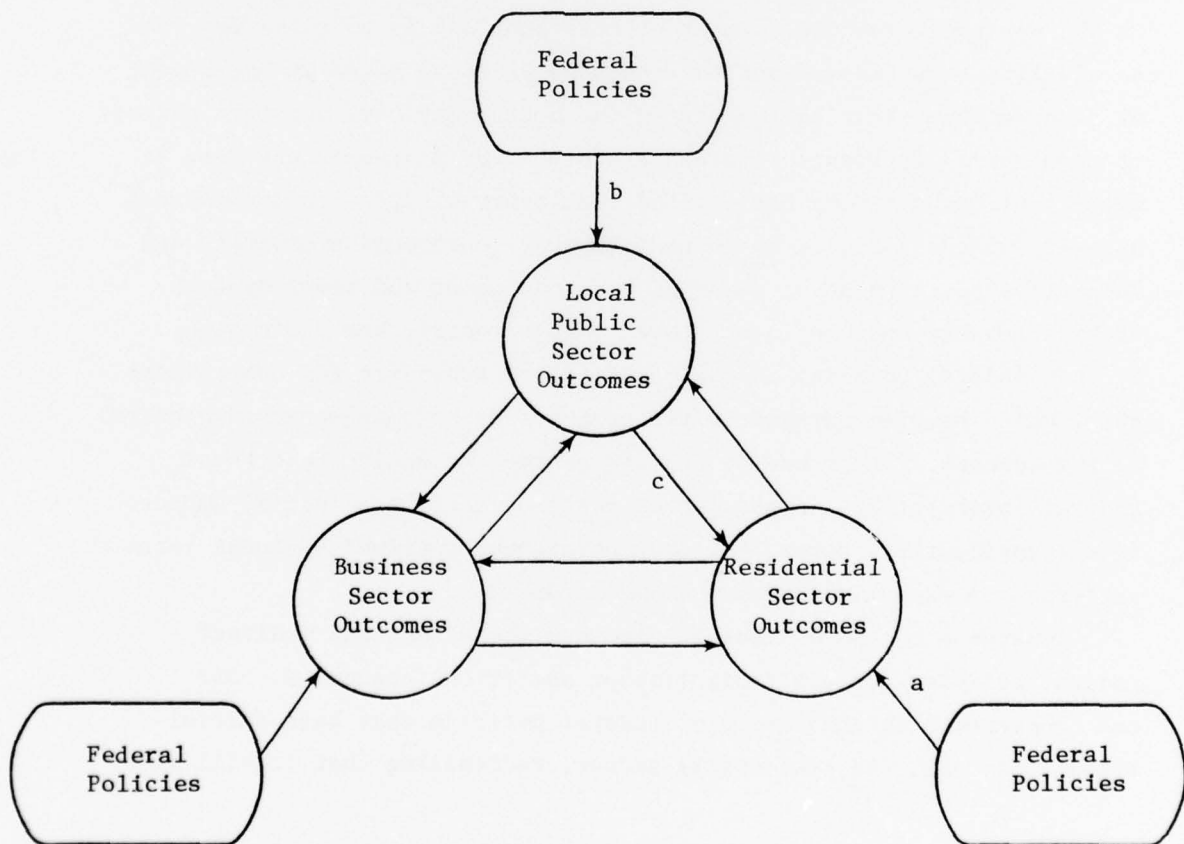 Federal
Policies
b
Local
Public
Sector
Outcomes
c
Business
Sector
Outcomes
Residential
Sector
Outcomes
a
Federal
Policies
Federal
Policies